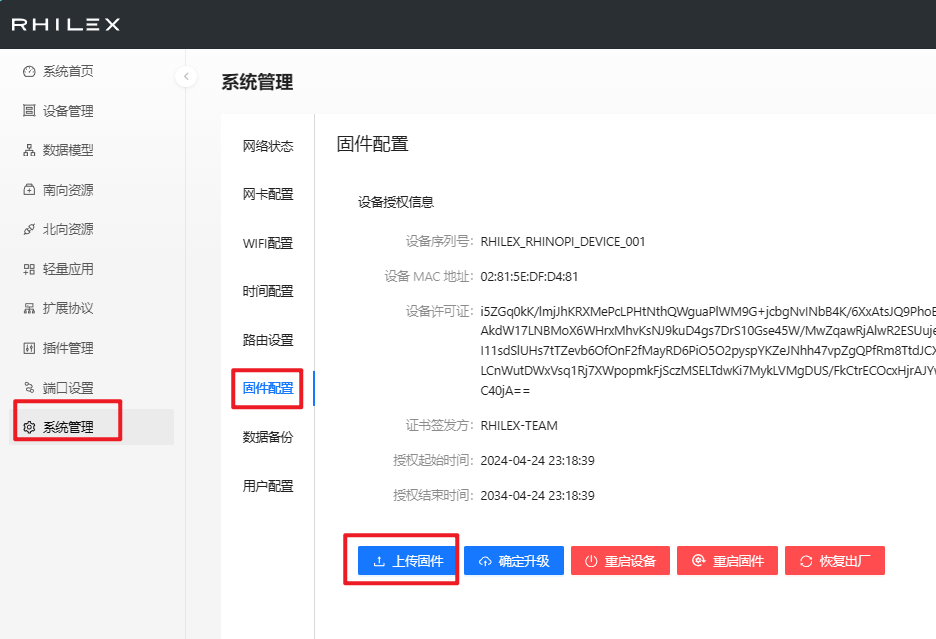 RHILEX
系统首页
设备管理
数据模型
南向资源
北向资源
轻量应用
扩展协议
插件管理
端口设置
系统管理
系统管理
网络状态
网卡配置
WIFI配置
时间配置
路由设置
固件配置
数据备份
用户配置
固件配置
设备授权信息
设备序列号: RHILEX_RHINOPI_DEVICE_001
设备 MAC 地址: 02:81:5E:DF:D4:81
设备许可证: i5ZGq0kK/lmjJhKRXMePcLPHtNthQWguaPlWM9G+jcbgNvINbB4K/6XxAtsJQ9PhoE
AkdW17LNBMoX6WHrxMhvKsNJ9kuD4gs7DrS10Gse45W/MwZqawRjAlwR2ESUuje
I11sdSlUHs7tTZevb6OfOnF2fMayRD6PiO5O2pyspYKZeJNhh47vpZgQPfRm8TtdJCX
LCnWutDWxVsq1Rj7XWpopmkFjSczMSELTdwKi7MykLVMgDUS/FkCtrECOcxHjrAJYv
C40jA==
证书签发方: RHILEX-TEAM
授权起始时间: 2024-04-24 23:18:39
授权结束时间: 2034-04-24 23:18:39
上传固件
确定升级
重启设备
重启固件
恢复出厂